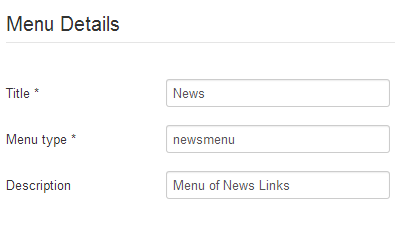 Menu Details
Title * News
Menu type * newsmenu
Description Menu of News Links